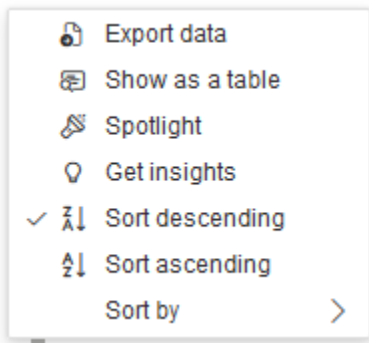 Export data
Show as a table
Spotlight
Get insights
Sort descending
Sort ascending
Sort by